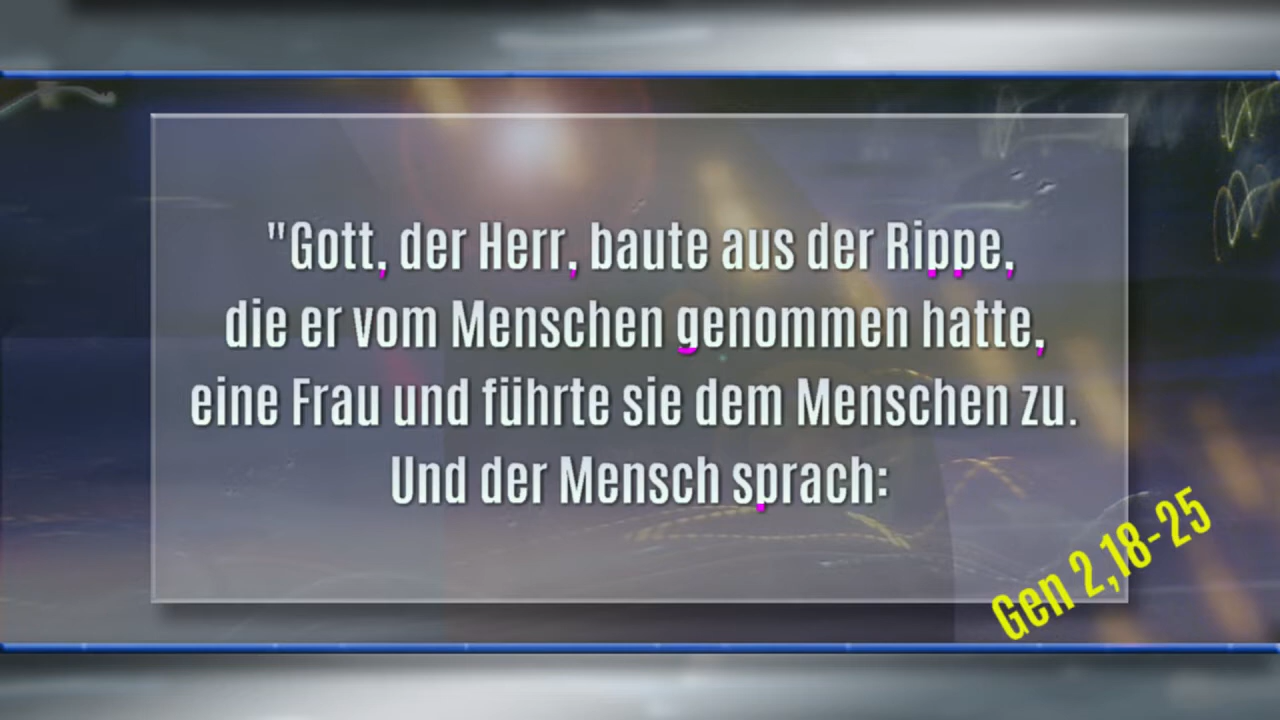 "Gott, der Herr, baute aus der Rippe,
die er vom Menschen genommen hatte,
eine Frau und führte sie dem Menschen zu.
Und der Mensch sprach:
Gen 2,18-25